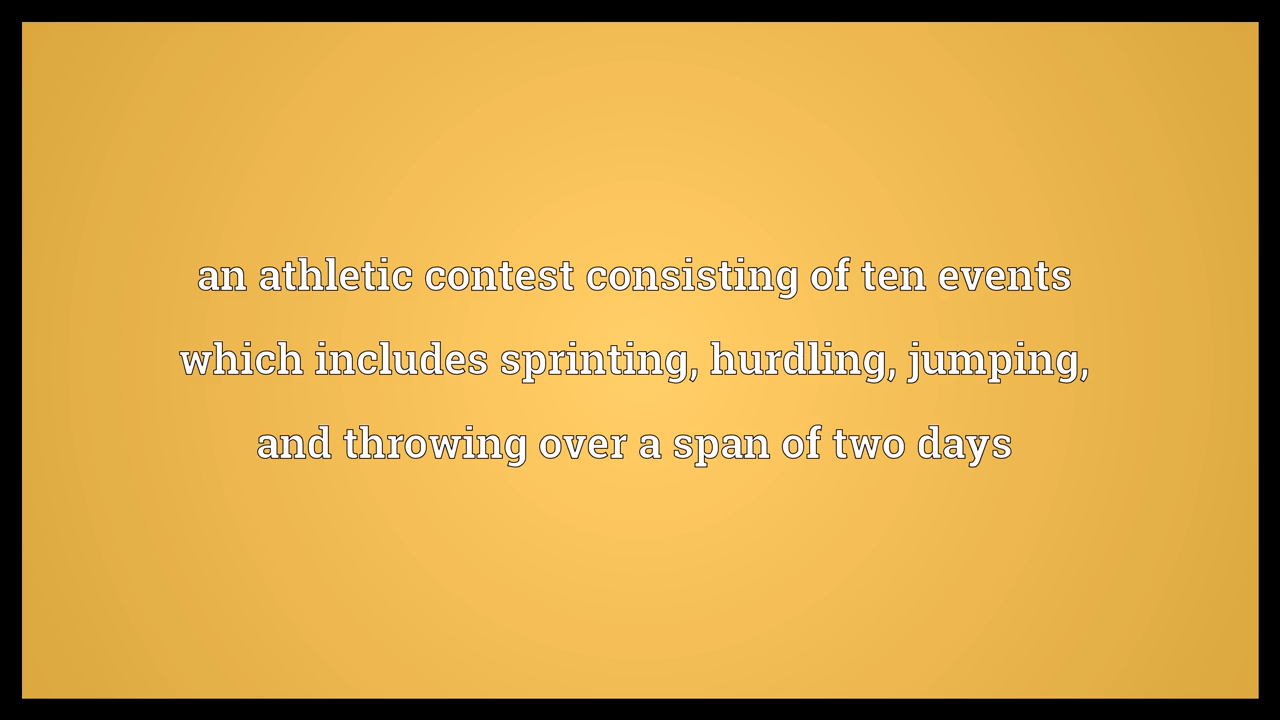 an athletic contest consisting of ten events
which includes sprinting, hurdling, jumping,
and throwing over a span of two days